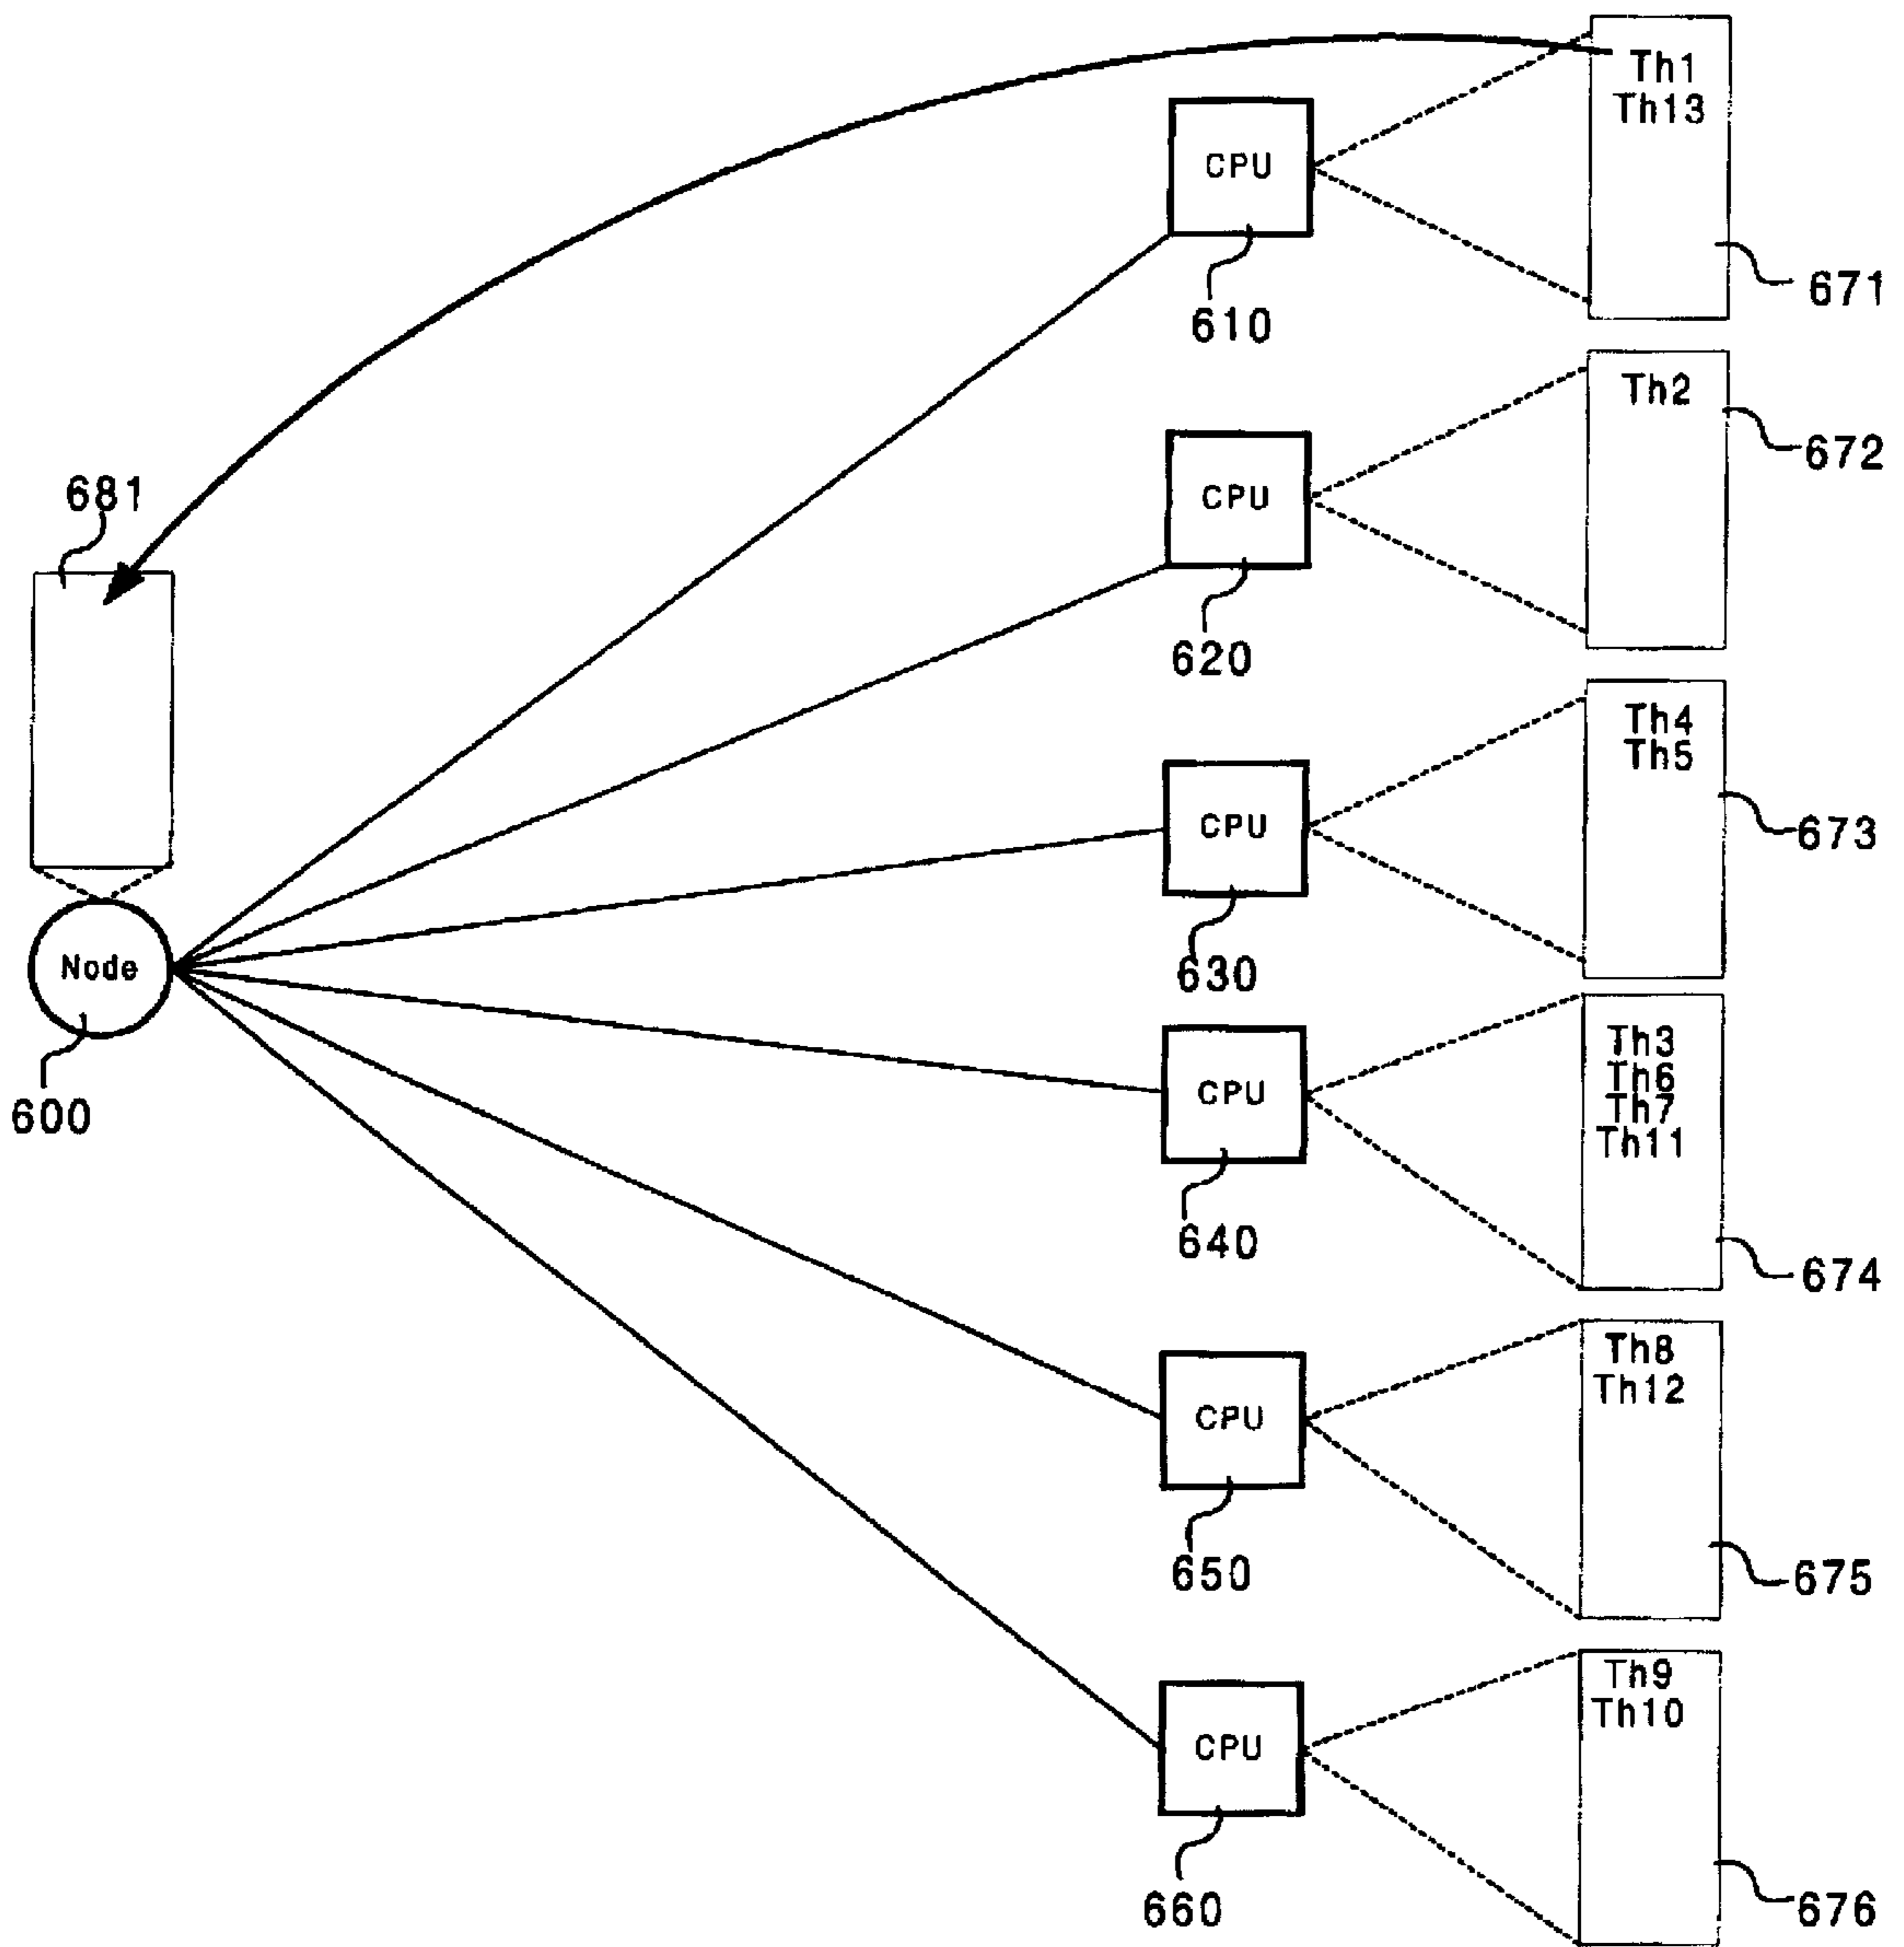 Th1
Th13
CPU
671
610
Th2
672
CPU
681
620
Th4
Th5
673
CPU
630
Node
600
Th3
Th6
Th7
Th11
CPU
640
674
Th8
Th12
CPU
650
675
Th9
Th10
CPU
660
676